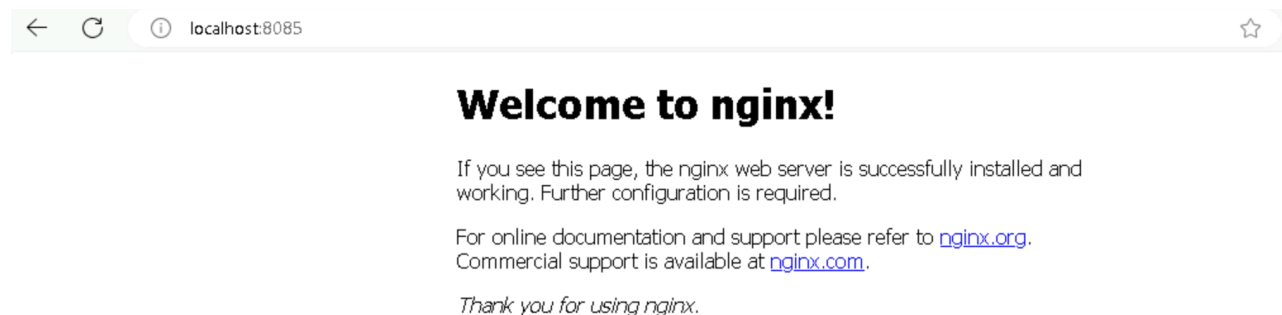 localhost:8085
Welcome to nginx!
If you see this page, the nginx web server is successfully installed and
working. Further configuration is required.
For online documentation and support please refer to nginx.org.
Commercial support is available at nginx.com.
Thank you for using nginx.